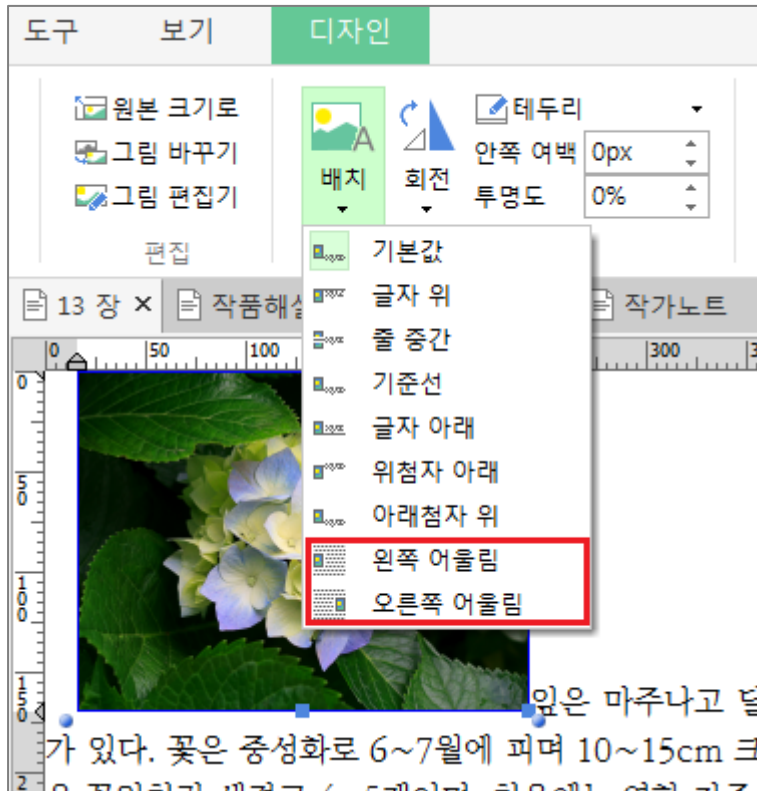 도구 보기 디자인
원본 크기로
그림 바꾸기
그림 편집기
편집
배치
회전
테두리
안쪽 여백 0px
투명도 0%
기본값
글자 위
줄 중간
기준선
글자 아래
위첨자 아래
아래첨자 위
왼쪽 어울림
오른쪽 어울림
13 장 작품해 작가노트
0 50 100 300
0
50
100
150
잎은 마주나고
가 있다. 꽃은 중성화로 6~7월에 피며 10~15cm 크